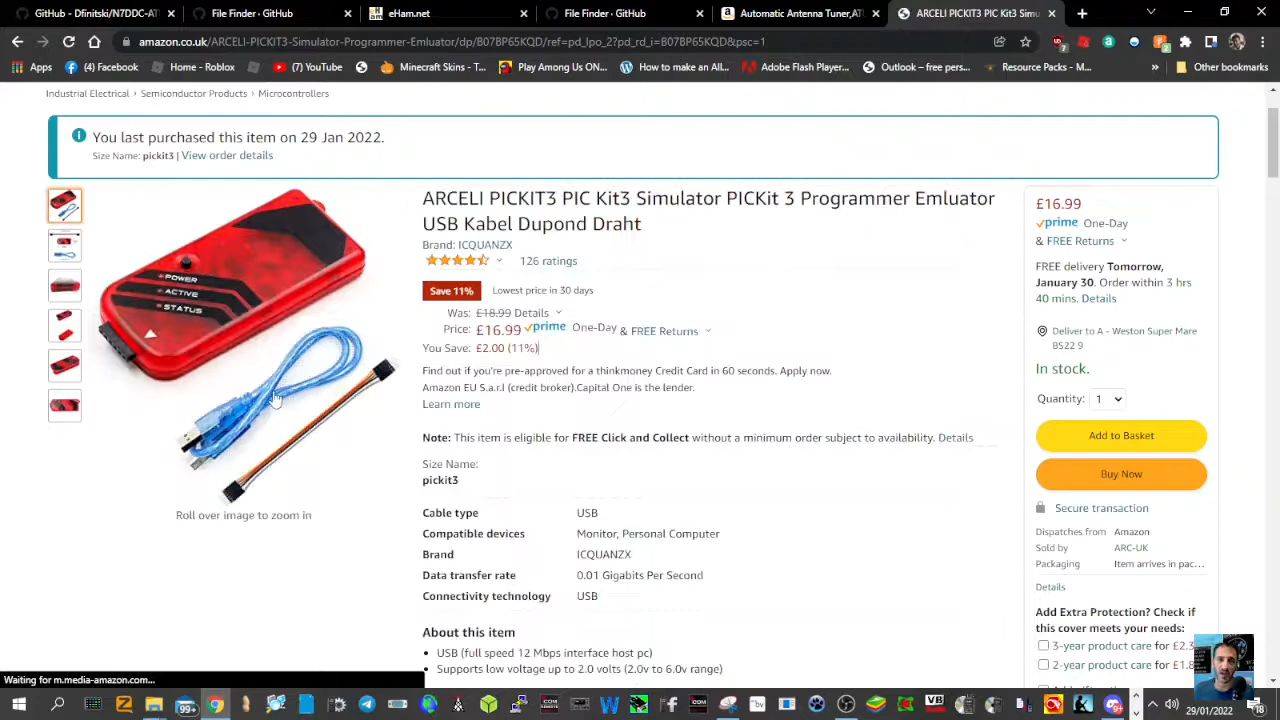 dukier11/N7DDC-AT
File Finder · GitHub
eHamnet
File Finder · GitHub
Automatic Antenna Tuner,ATU
ARCELI PICKIT3 PIC Kit3 Simu
amazon.co.uk/ARCELI-PICKIT3-Simulator-Programmer-Emluator/dp/B07BP65KQD/ref=pd_lpo_2?pd_rd_i=B07BP65KQD&psc=1
Apps
(4) Facebook
Home - Roblox
(7) YouTube
Minecraft Skins - T...
Play Among Us ON...
How to make an All...
Adobe Flash Player...
Outlook – free pers...
Resource Packs - M...
»
Other bookmarks
Industrial Electrical › Semiconductor Products › Microcontrollers
You last purchased this item on 29 Jan 2022.
Size Name: pickit3 | View order details
POWER
ACTIVE
STATUS
Roll over image to zoom in
ARCELI PICKIT3 PIC Kit3 Simulator PICKit 3 Programmer Emluator
USB Kabel Dupond Draht
Brand: ICQUANZX
126 ratings
Save 11% Lowest price in 30 days
Was: £18.99 Details
Price: £16.99 prime One-Day & FREE Returns
You Save: £2.00 (11%)
Find out if you're pre-approved for a thinkmoney Credit Card in 60 seconds. Apply now.
Amazon EU S.a.r.l (credit broker).Capital One is the lender.
Learn more
Note: This item is eligible for FREE Click and Collect without a minimum order subject to availability. Details
Size Name:
pickit3
Cable type USB
Compatible devices Monitor, Personal Computer
Brand ICQUANZX
Data transfer rate 0.01 Gigabits Per Second
Connectivity technology USB
About this item
• USB (full speed 12 Mbps interface host pc)
• Supports low voltage up to 2.0 volts (2.0v to 6.0v range)
£16.99
prime One-Day
& FREE Returns
FREE delivery Tomorrow,
January 30. Order within 3 hrs
40 mins. Details
Deliver to A - Weston Super Mare
BS22 9
In stock.
Quantity: 1
Add to Basket
Buy Now
Secure transaction
Dispatches from Amazon
Sold by ARC-UK
Packaging Item arrives in pac...
Details
Add Extra Protection? Check if
this cover meets your needs:
3-year product care for £2.3
2-year product care for £1.
Waiting for m.media-amazon.com...
99+
29/01/2022
18